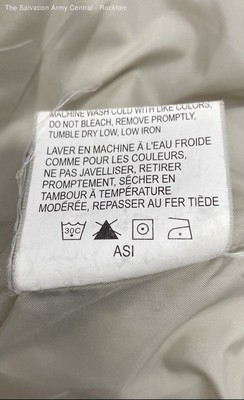 The Salvation Army Central - Rockford
MACHINE WASH COLD WITH LIKE COLORS,
DO NOT BLEACH, REMOVE PROMPTLY,
TUMBLE DRY LOW, LOW IRON
LAVER EN MACHINE À L'EAU FROIDE
COMME POUR LES COULEURS,
NE PAS JAVELLISER, RETIRER
PROMPTEMENT, SÉCHER EN
TAMBOUR À TEMPÉRATURE
MODÉRÉE, REPASSER AU FER TIÈDE
30C
ASI